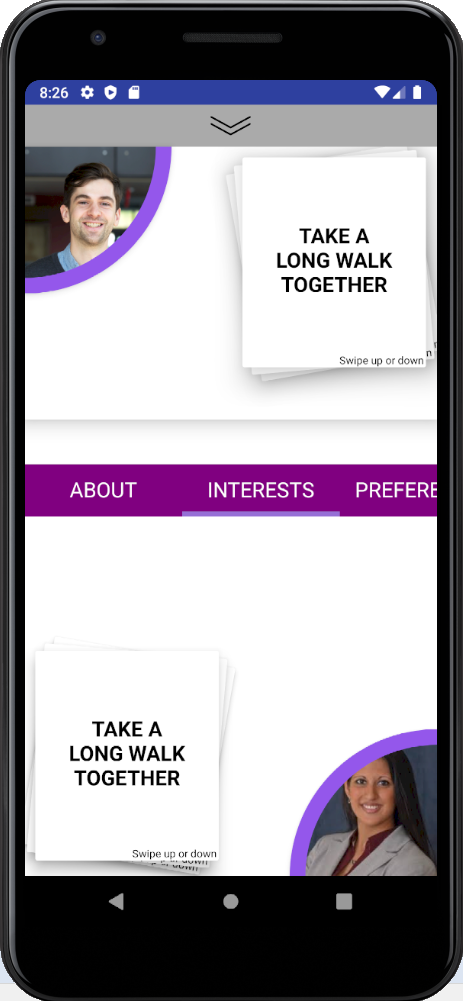 8:26
TAKE A
LONG WALK
TOGETHER
Swipe up or down
ABOUT
INTERESTS
PREFERE
TAKE A
LONG WALK
TOGETHER
Swipe up or down